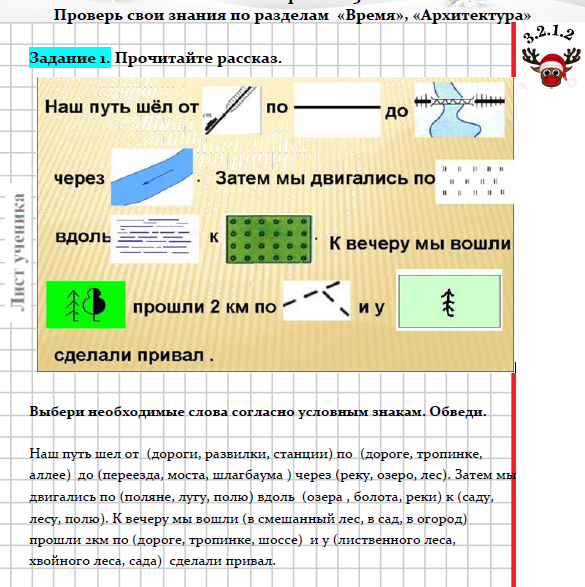 Проверь свои знания по разделам «Время», «Архитектура»
3.2.1.2
Задание 1. Прочитайте рассказ.
Наш путь шёл от ст. по до
через . Затем мы двигались по
вдоль к . К вечеру мы вошли
прошли 2 км по и у
сделали привал .
Лист ученика
Выбери необходимые слова согласно условным знакам. Обведи.
Наш путь шел от (дороги, развилки, станции) по (дороге, тропинке,
аллее) до (переезда, моста, шлагбаума ) через (реку, озеро, лес). Затем мы
двигались по (поляне, лугу, полю) вдоль (озера , болота, реки) к (саду,
лесу, полю). К вечеру мы вошли (в смешанный лес, в сад, в огород)
прошли 2км по (дороге, тропинке, шоссе) и у (лиственного леса,
хвойного леса, сада) сделали привал.